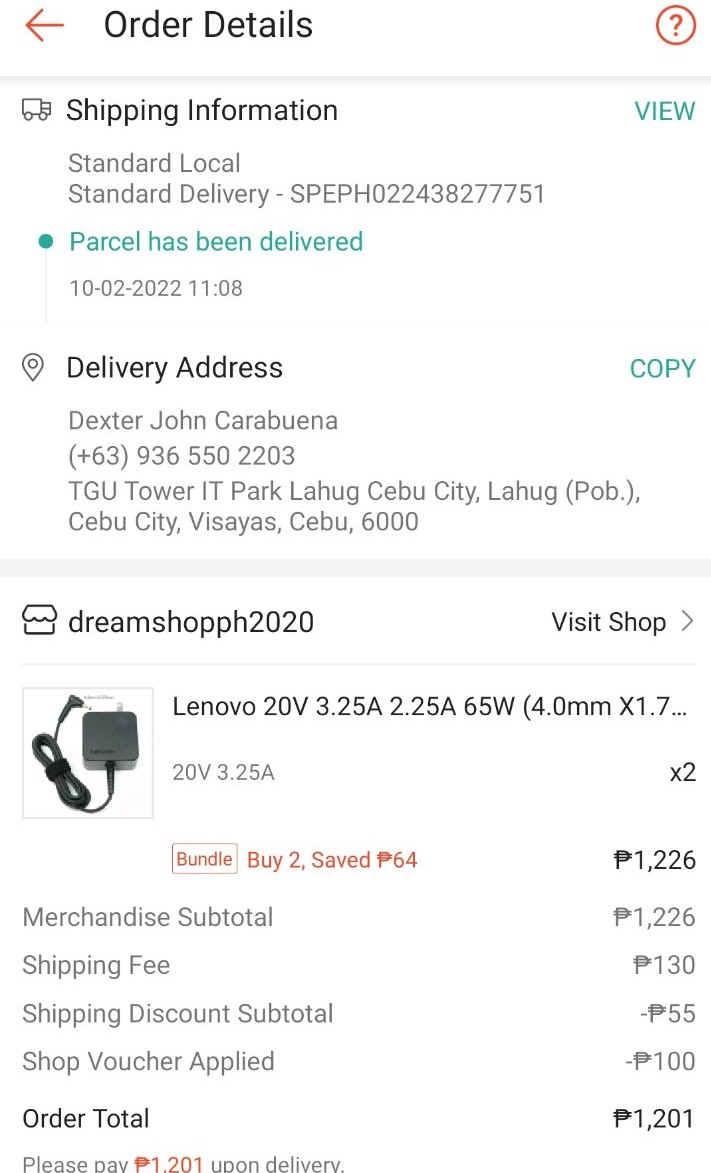 Order Details
?
Shipping Information VIEW
Standard Local
Standard Delivery - SPEPH022438277751
Parcel has been delivered
10-02-2022 11:08
Delivery Address COPY
Dexter John Carabuena
(+63) 936 550 2203
TGU Tower IT Park Lahug Cebu City, Lahug (Pob.),
Cebu City, Visayas, Cebu, 6000
dreamshopph2020 Visit Shop >
Lenovo
Lenovo 20V 3.25A 2.25A 65W (4.0mm X1.7...
20V 3.25A x2
Bundle Buy 2, Saved ₱64 ₱1,226
Merchandise Subtotal ₱1,226
Shipping Fee ₱130
Shipping Discount Subtotal -₱55
Shop Voucher Applied -₱100
Order Total ₱1,201
Please pay ₱1,201 upon delivery.